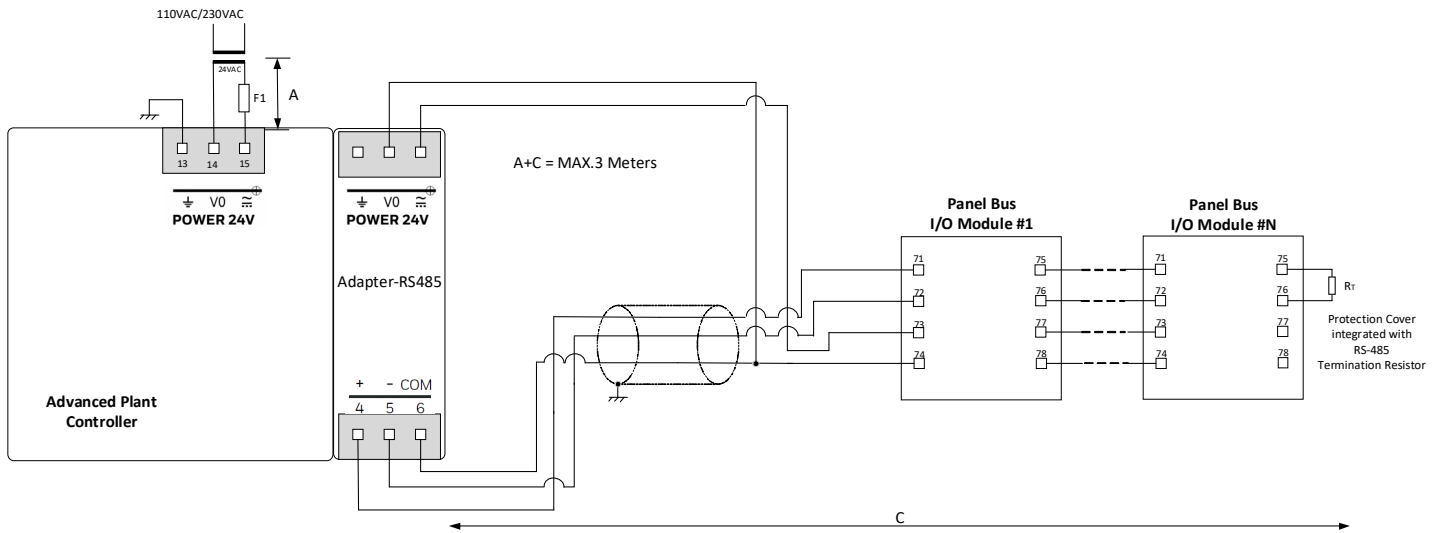 110VAC/230VAC
24VAC
F1
A
13 14 15
V0
POWER 24V
V0
POWER 24V
A+C = MAX.3 Meters
Adapter-RS485
+ - COM
4 5 6
Advanced Plant
Controller
Panel Bus
I/O Module #1
71 75
72 76
73 77
74 78
Panel Bus
I/O Module #N
71 75
72 76
73 77
74 78
RT
Protection Cover
integrated with
RS-485
Termination Resistor
C